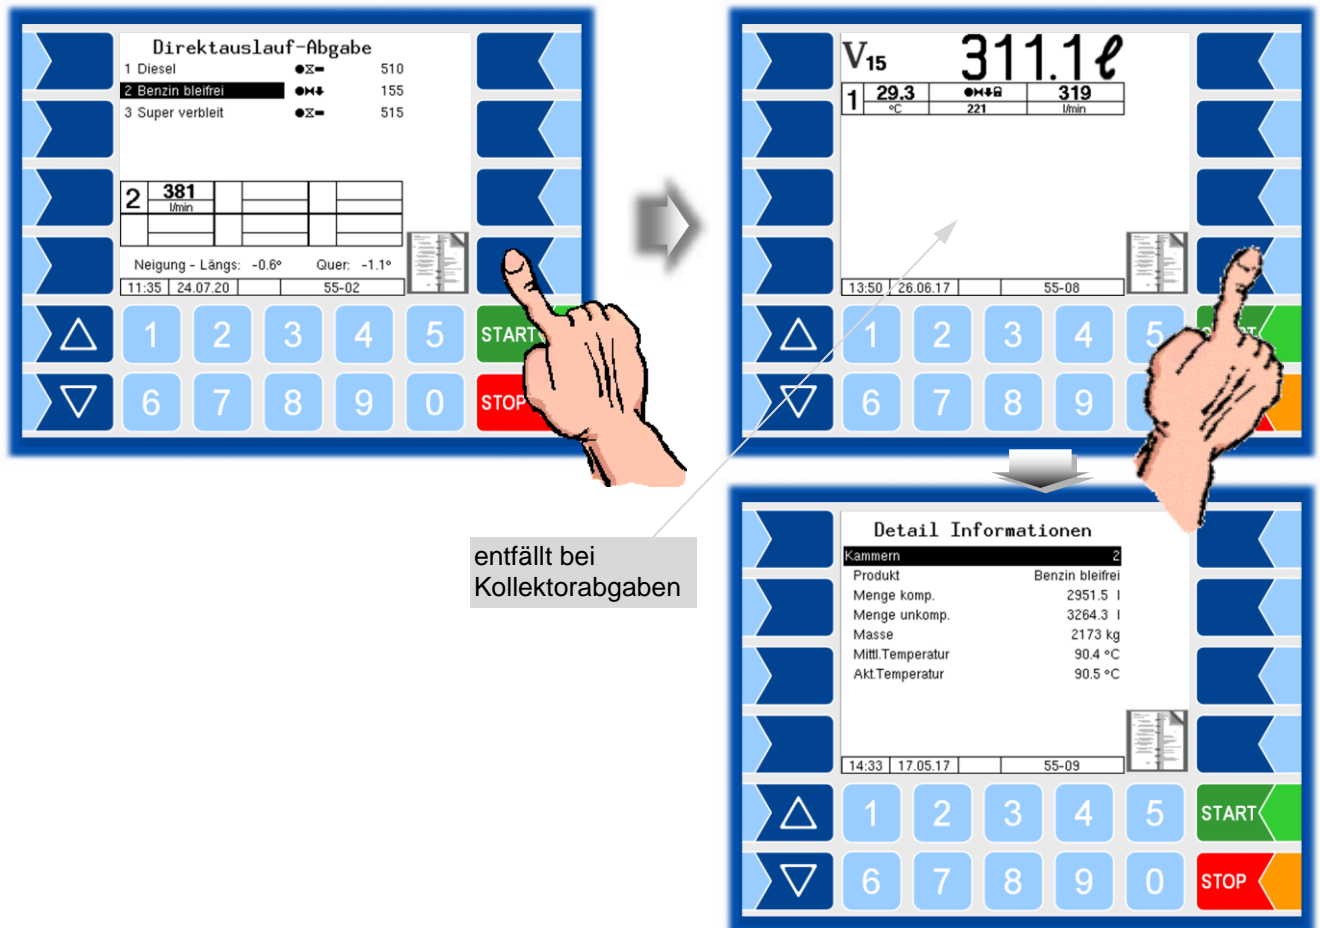 Direktauslauf-Abgabe
1 Diesel 510
2 Benzin bleifrei 155
3 Super verbleit 515
2 381
l/min
Neigung - Längs: -0.6° Quer: -1.1°
11:35 24.07.20 55-02
1 2 3 4 5 START
6 7 8 9 0 STOP
V15 311.1 ℓ
1 29.3 319
°C 221 l/min
13:50 26.06.17 55-08
1 2 3 4 5
6 7 8 9
entfällt bei
Kollektorabgaben
Detail Informationen
Kammern 2
Produkt Benzin bleifrei
Menge komp. 2951.5 l
Menge unkomp. 3264.3 l
Masse 2173 kg
Mittl.Temperatur 90.4 °C
Akt.Temperatur 90.5 °C
14:33 17.05.17 55-09
1 2 3 4 5 START
6 7 8 9 0 STOP